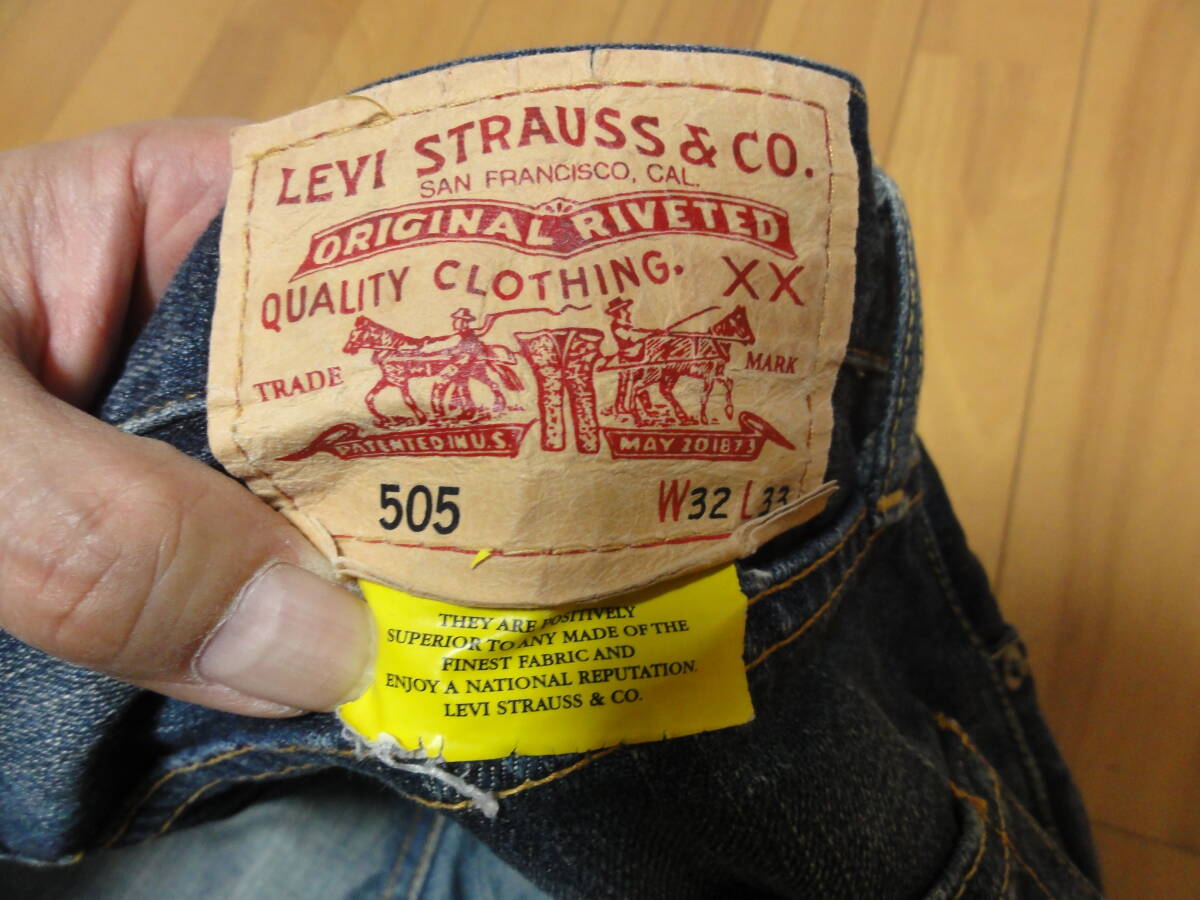 LEVI STRAUSS & CO.
SAN FRANCISCO, CAL.
ORIGINAL RIVETED
QUALITY CLOTHING. XX
TRADE MARK
PATENTED IN U.S. MAY 20 1873
505 W32 L33
THEY ARE POSITIVELY
SUPERIOR TO ANY MADE OF THE
FINEST FABRIC AND
ENJOY A NATIONAL REPUTATION.
LEVI STRAUSS & CO.